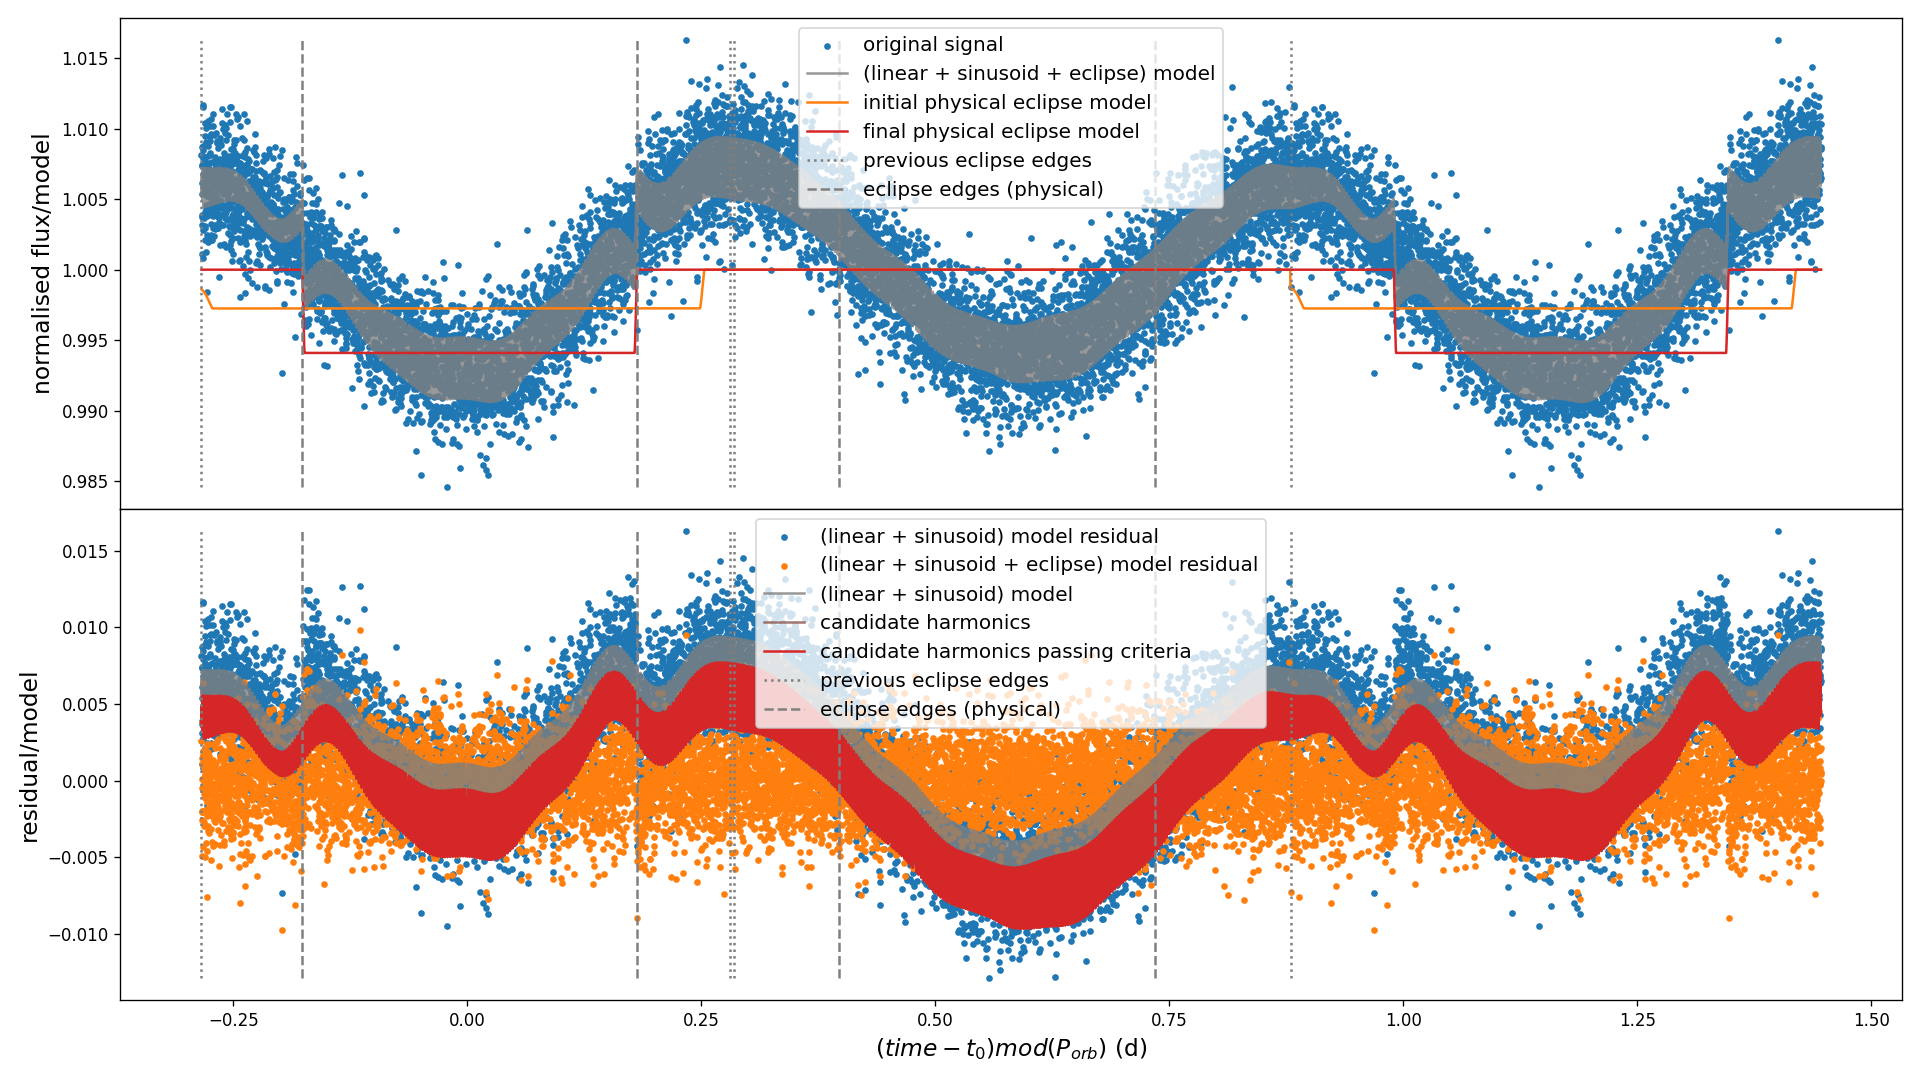 1.015
1.010
1.005
1.000
0.995
0.990
0.985
normalised flux/model
original signal
(linear + sinusoid + eclipse) model
initial physical eclipse model
final physical eclipse model
previous eclipse edges
eclipse edges (physical)
0.015
0.010
0.005
0.000
−0.005
−0.010
residual/model
(linear + sinusoid) model residual
(linear + sinusoid + eclipse) model residual
(linear + sinusoid) model
candidate harmonics
candidate harmonics passing criteria
previous eclipse edges
eclipse edges (physical)
−0.25 0.00 0.25 0.50 0.75 1.00 1.25 1.50
(time − t₀)mod(P_orb) (d)